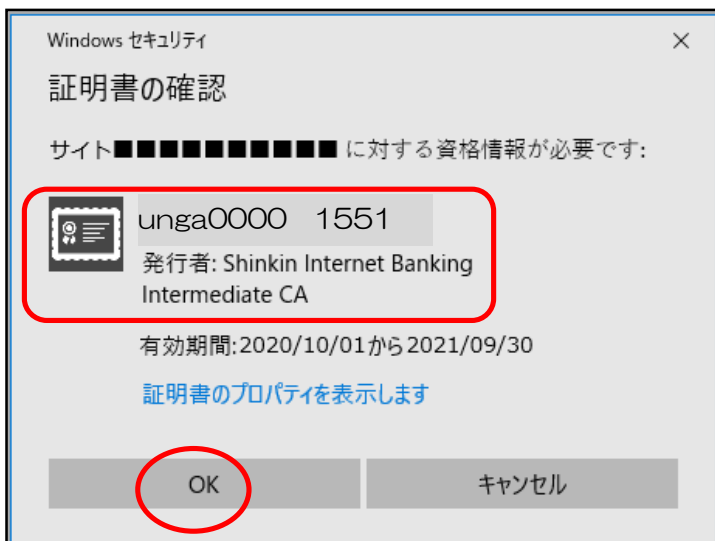 Windows セキュリティ
証明書の確認
サイト■■■■■■■■■■ に対する資格情報が必要です:
unga0000 1551
発行者: Shinkin Internet Banking
Intermediate CA
有効期間:2020/10/01から2021/09/30
証明書のプロパティを表示します
OK
キャンセル